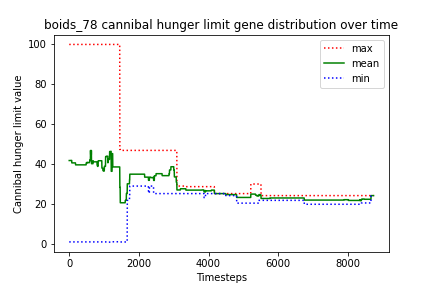 boids_78 cannibal hunger limit gene distribution over time
100
80
60
40
20
0
Cannibal hunger limit value
max
mean
min
0
2000
4000
6000
8000
Timesteps